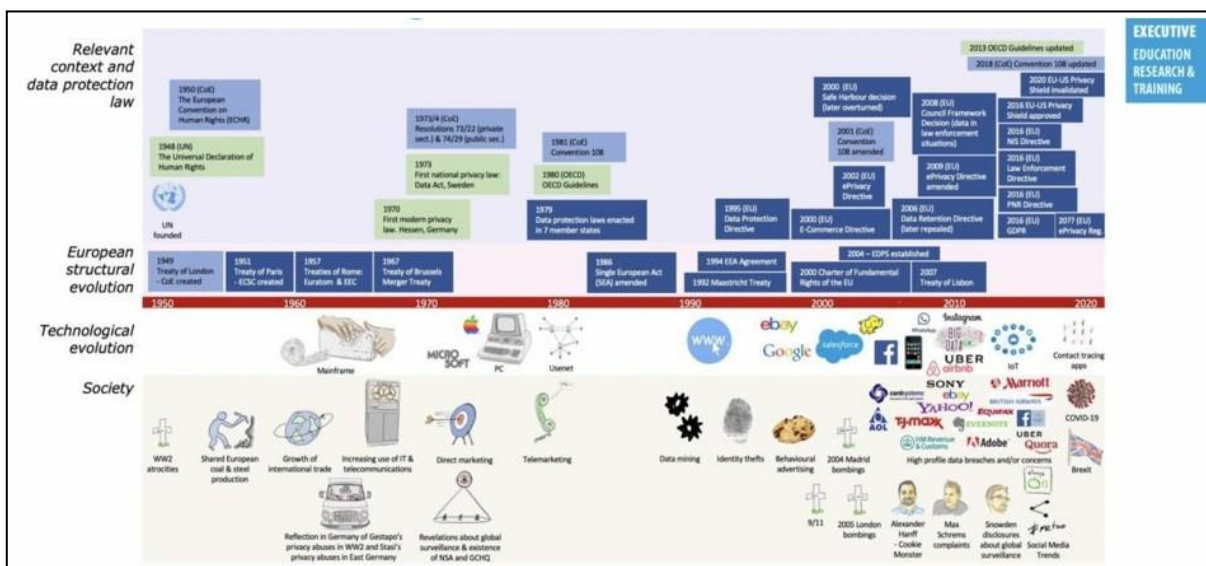 EXECUTIVE
EDUCATION
RESEARCH &
TRAINING
Relevant
context and
data protection
law
1948 (UN)
The Universal Declaration of
Human Rights
UN
founded
1950 (CoE)
The European
Convention on
Human Rights (ECHR)
1973/4 (CoE)
Resolutions 73/22 (private
sect.) & 74/29 (public sec.)
1973
First national privacy law:
Data Act, Sweden
1970
First modern privacy
law. Hessen, Germany
1981 (CoE)
Convention 108
1980 (OECD)
OECD Guidelines
1979
Data protection laws enacted
in 7 member states
1995 (EU)
Data Protection
Directive
2000 (EU)
Safe Harbour decision
(later overturned)
2001 (CoE)
Convention
108 amended
2002 (EU)
ePrivacy
Directive
2000 (EU)
E-Commerce Directive
2008 (EU)
Council Framework
Decision (data in
law enforcement
situations)
2009 (EU)
ePrivacy Directive
amended
2006 (EU)
Data Retention Directive
(later repealed)
2013 OECD Guidelines updated
2018 (CoE) Convention 108 updated
2020 EU-US Privacy
Shield invalidated
2016 EU-US Privacy
Shield approved
2016 (EU)
NIS Directive
2016 (EU)
Law Enforcement
Directive
2016 (EU)
PNR Directive
2016 (EU)
GDPR
20?? (EU)
ePrivacy Reg.
European
structural
evolution
1949
Treaty of London
- CoE created
1951
Treaty of Paris
- ECSC created
1957
Treaties of Rome:
Euratom & EEC
1967
Treaty of Brussels
Merger Treaty
1986
Single European Act
(SEA) amended
1994 EEA Agreement
1992 Maastricht Treaty
2004 – EDPS established
2000 Charter of Fundamental
Rights of the EU
2007
Treaty of Lisbon
1950 1960 1970 1980 1990 2000 2010 2020
Technological
evolution
Mainframe
MICRO
SOFT
PC
Usenet
WWW.
ebay
Google
salesforce
WhatsApp
Instagram
BIG
DATA
UBER
airbnb
IoT
Contact tracing
apps
Society
WW2
atrocities
Shared European
coal & steel
production
Growth of
international trade
Increasing use of IT &
telecommunications
Direct marketing
Telemarketing
Data mining
Identity thefts
Behavioural
advertising
2004 Madrid
bombings
cardsystems
SONY
ebay
Marriott
BRITISH AIRWAYS
AOL
YAHOO!
TJ-maxx
EQUIFAX
EVERNOTE
HM Revenue
& Customs
Adobe
UBER
Quora
High profile data breaches and/or concerns
COVID-19
Brexit
Reflection in Germany of Gestapo's
privacy abuses in WW2 and Stasi's
privacy abuses in East Germany
Revelations about global
surveillance & existence
of NSA and GCHQ
9/11
2005 London
bombings
Alexander
Hanff
- Cookie
Monster
Max
Schrems
complaints
Snowden
disclosures
about global
surveillance
#metoo
Social Media
Trends